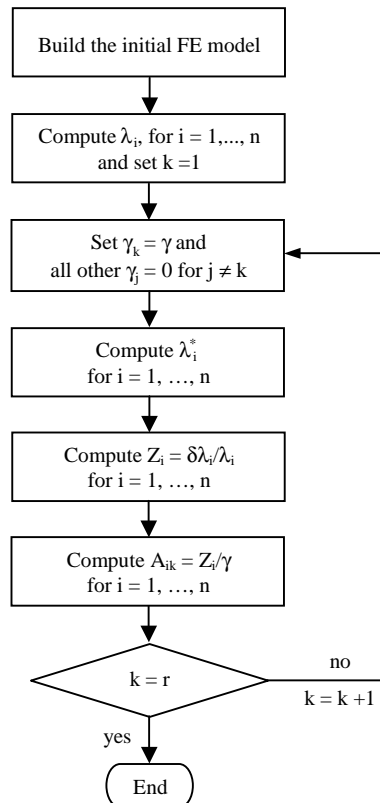 Build the initial FE model
Compute λᵢ, for i = 1,..., n
and set k =1
Set γₖ = γ and
all other γⱼ = 0 for j ≠ k
Compute λᵢ*
for i = 1, …, n
Compute Zᵢ = δλᵢ/λᵢ
for i = 1, …, n
Compute Aᵢₖ = Zᵢ/γ
for i = 1, …, n
k = r
no
k = k +1
yes
End